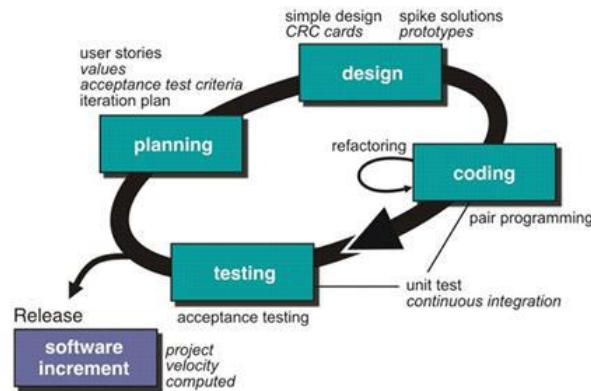 simple design
CRC cards
spike solutions
prototypes
design
user stories
values
acceptance test criteria
iteration plan
planning
refactoring
coding
pair programming
testing
unit test
continuous integration
acceptance testing
Release
software
increment
project
velocity
computed